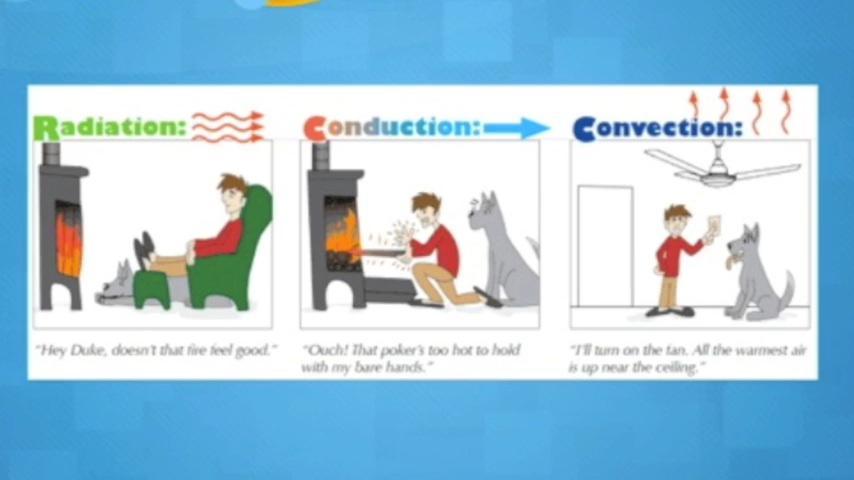 Radiation:
Conduction:
Convection:
"Hey Duke, doesn't that fire feel good."
"Ouch! That poker's too hot to hold
with my bare hands."
"I'll turn on the fan. All the warmest air
is up near the ceiling."